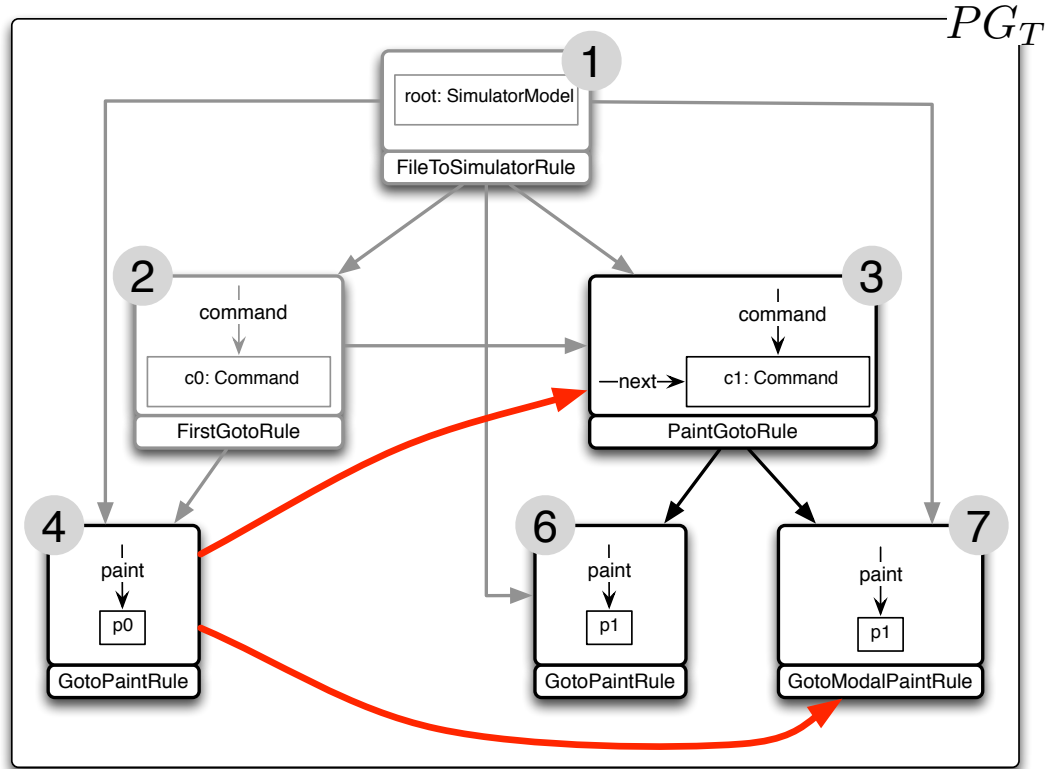 PG_T
1
root: SimulatorModel
FileToSimulatorRule
2
command
c0: Command
FirstGotoRule
3
command
next
c1: Command
PaintGotoRule
4
paint
p0
GotoPaintRule
6
paint
p1
GotoPaintRule
7
paint
p1
GotoModalPaintRule